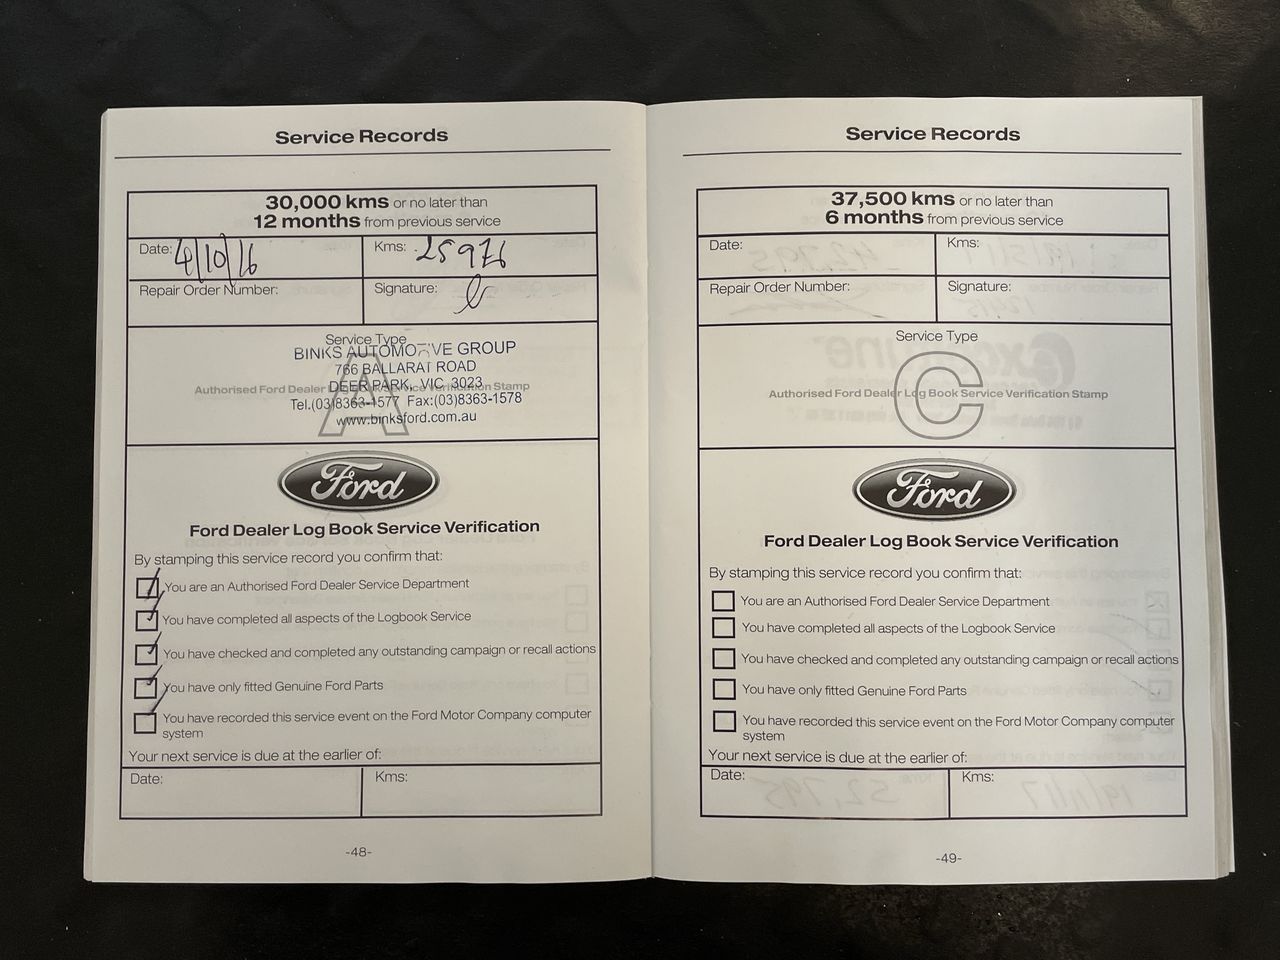 Service Records
30,000 kms or no later than
12 months from previous service
Date: 4/10/16
Kms: 25976
Repair Order Number:
Signature:
Service Type
A
BINKS AUTOMOTIVE GROUP
766 BALLARAT ROAD
DEER PARK, VIC 3023
Authorised Ford Dealer Log Book Service Verification Stamp
Tel.(03)8363-1577 Fax:(03)8363-1578
www.binksford.com.au
Ford
Ford Dealer Log Book Service Verification
By stamping this service record you confirm that:
You are an Authorised Ford Dealer Service Department
You have completed all aspects of the Logbook Service
You have checked and completed any outstanding campaign or recall actions
You have only fitted Genuine Ford Parts
You have recorded this service event on the Ford Motor Company computer
system
Your next service is due at the earlier of:
Date:
Kms:
-48-
Service Records
37,500 kms or no later than
6 months from previous service
Date:
Kms:
Repair Order Number:
Signature:
Service Type
C
Authorised Ford Dealer Log Book Service Verification Stamp
Ford
Ford Dealer Log Book Service Verification
By stamping this service record you confirm that:
You are an Authorised Ford Dealer Service Department
You have completed all aspects of the Logbook Service
You have checked and completed any outstanding campaign or recall actions
You have only fitted Genuine Ford Parts
You have recorded this service event on the Ford Motor Company computer
system
Your next service is due at the earlier of:
Date:
Kms:
-49-